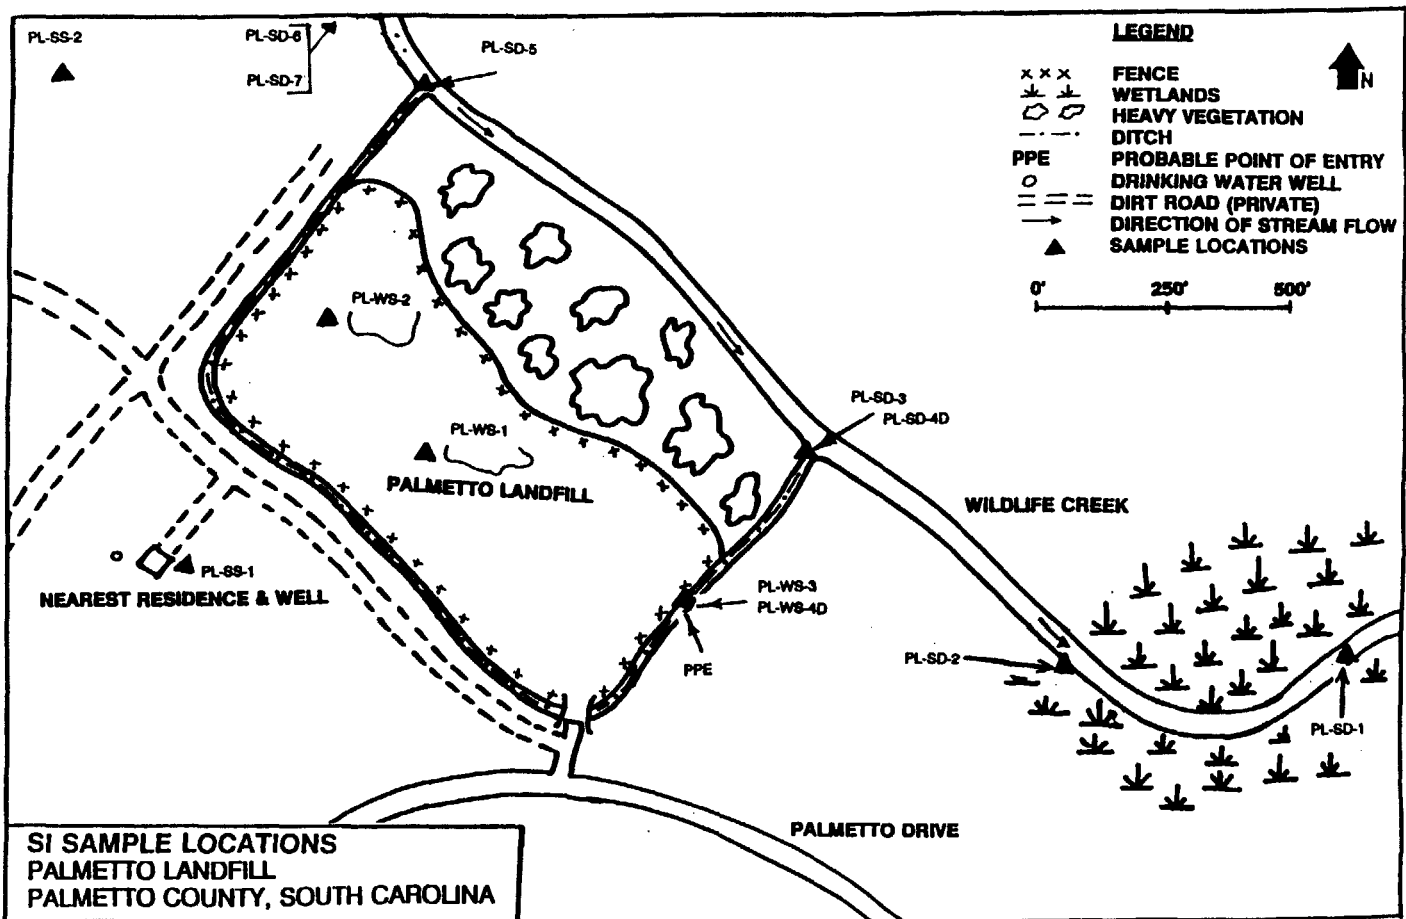 PL-SS-2
PL-SD-6
PL-SD-7
PL-SD-5
LEGEND
N
x x x FENCE
WETLANDS
HEAVY VEGETATION
DITCH
PPE PROBABLE POINT OF ENTRY
DRINKING WATER WELL
DIRT ROAD (PRIVATE)
DIRECTION OF STREAM FLOW
SAMPLE LOCATIONS
0' 250' 500'
PL-WS-2
PL-WS-1
PALMETTO LANDFILL
PL-SD-3
PL-SD-4D
WILDLIFE CREEK
PL-SS-1
NEAREST RESIDENCE & WELL
PL-WS-3
PL-WS-4D
PPE
PL-SD-2
PL-SD-1
PALMETTO DRIVE
SI SAMPLE LOCATIONS
PALMETTO LANDFILL
PALMETTO COUNTY, SOUTH CAROLINA